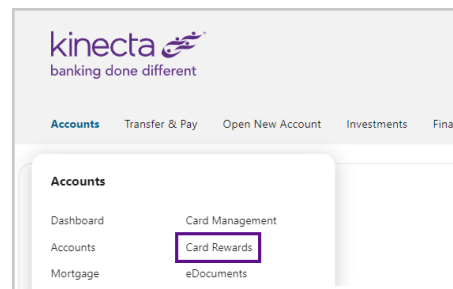 kinecta
banking done different
Accounts Transfer & Pay Open New Account Investments Fina
Accounts
Dashboard Card Management
Accounts Card Rewards
Mortgage eDocuments